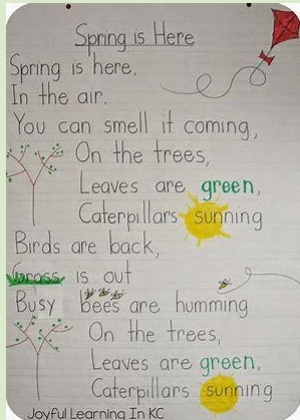 Spring is Here
Spring is here.
In the air.
You can smell it coming,
On the trees,
Leaves are green,
Caterpillars sunning
Birds are back,
Grass is out
Busy bees are humming
On the trees,
Leaves are green,
Caterpillars sunning
Joyful Learning In KC